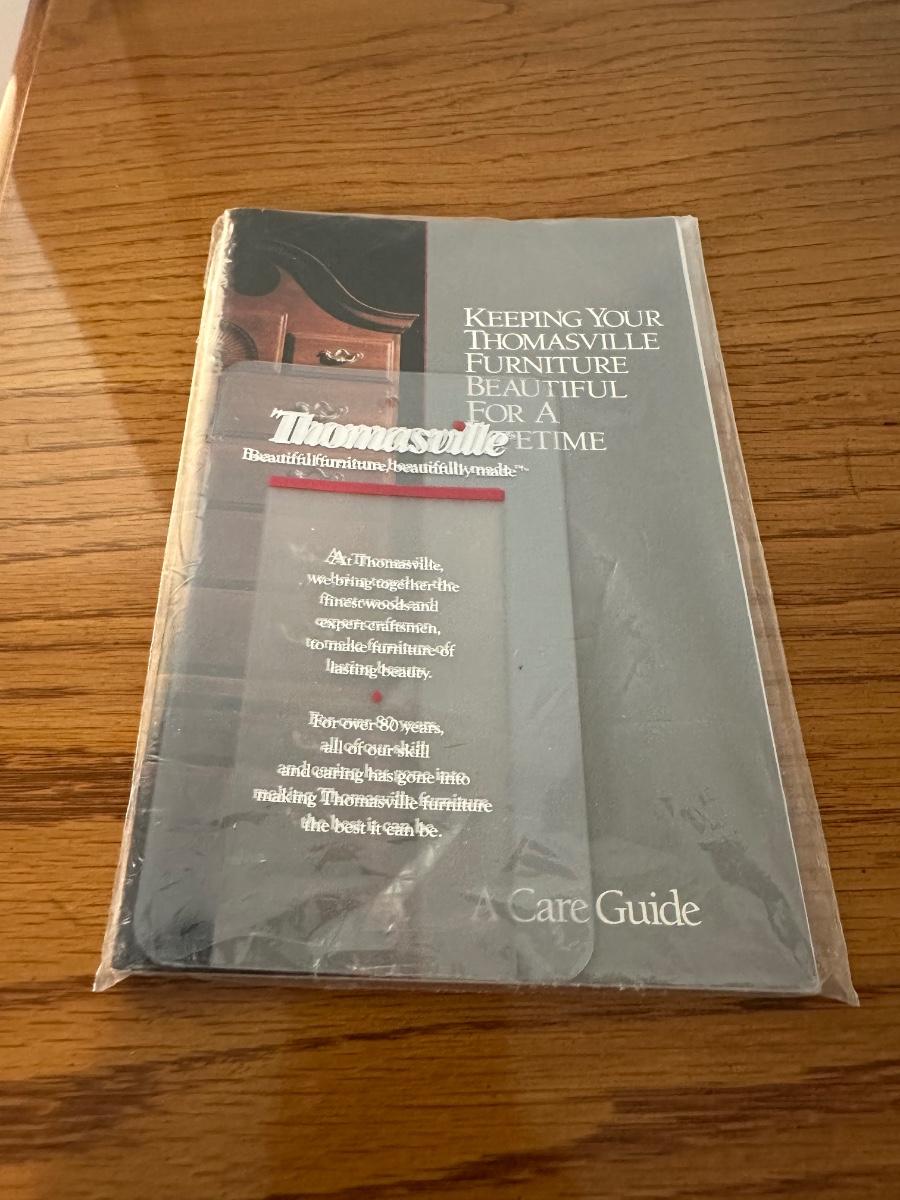 KEEPING YOUR
THOMASVILLE
FURNITURE
BEAUTIFUL
FOR A
ETIME
Thomasville
Beautiful furniture, beautifully made™
At Thomasville,
we bring together the
finest woods and
expert craftsmen,
to make furniture of
lasting beauty.
For over 80 years,
all of our skill
and caring has gone into
making Thomasville furniture
the best it can be.
A Care Guide